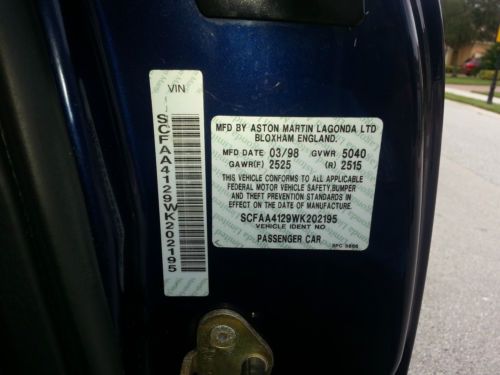 VIN
SCFAA4129WK202195
MFD BY ASTON MARTIN LAGONDA LTD
BLOXHAM ENGLAND.
MFD DATE 03/98 GVWR 5040
GAWR(F) 2525 (R) 2515
THIS VEHICLE CONFORMS TO ALL APPLICABLE
FEDERAL MOTOR VEHICLE SAFETY,BUMPER
AND THEFT PREVENTION STANDARDS IN
EFFECT ON THE DATE OF MANUFACTURE.
SCFAA4129WK202195
VEHICLE IDENT NO
PASSENGER CAR